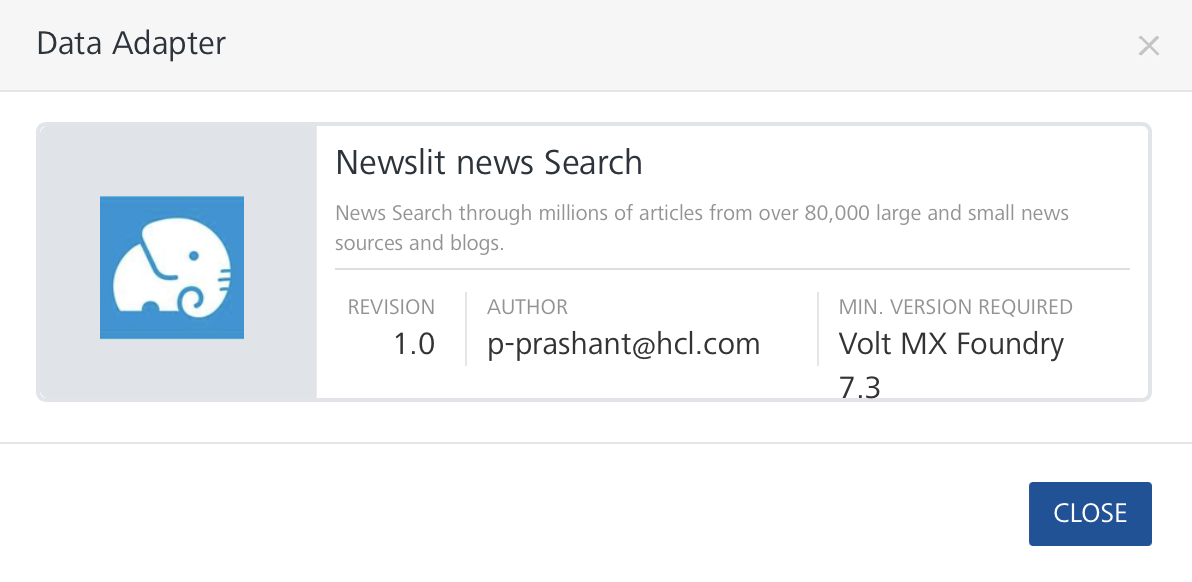 Data Adapter
Newslit news Search
News Search through millions of articles from over 80,000 large and small news
sources and blogs.
REVISION
1.0
AUTHOR
p-prashant@hcl.com
MIN. VERSION REQUIRED
Volt MX Foundry
7.3
CLOSE